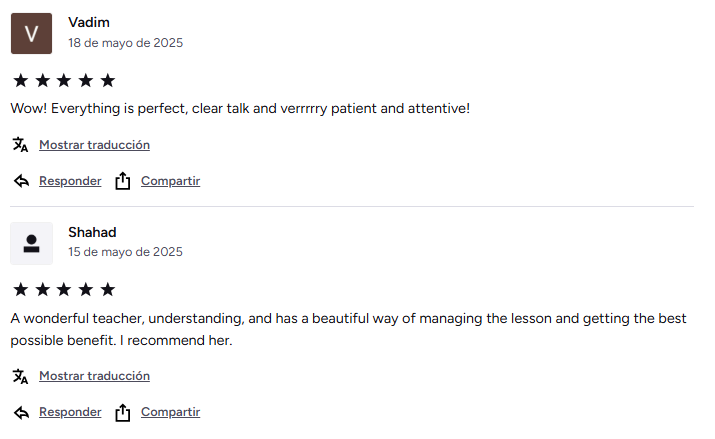 V
Vadim
18 de mayo de 2025
Wow! Everything is perfect, clear talk and verrrrry patient and attentive!
Mostrar traducción
Responder Compartir
Shahad
15 de mayo de 2025
A wonderful teacher, understanding, and has a beautiful way of managing the lesson and getting the best
possible benefit. I recommend her.
Mostrar traducción
Responder Compartir